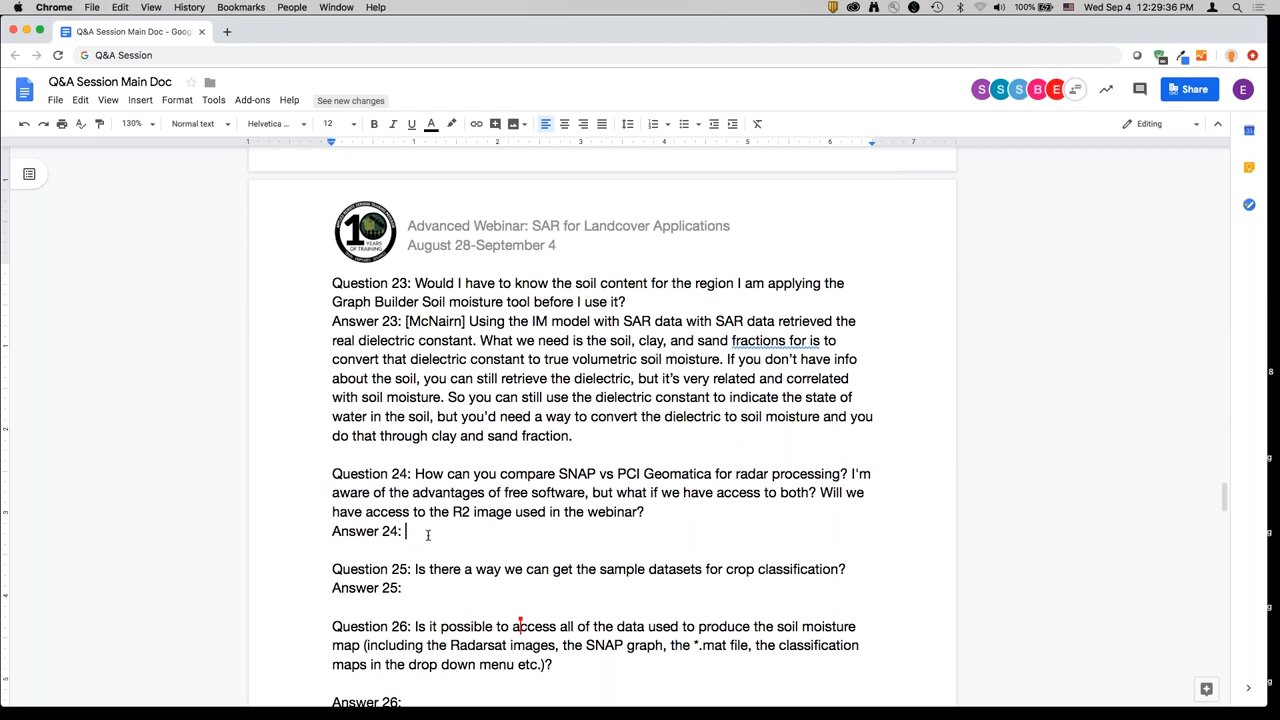 Chrome File Edit View History Bookmarks People Window Help 100% Wed Sep 4 12:29:36 PM
Q&A Session Main Doc - Goog
Q&A Session
Q&A Session Main Doc
S S S B E Share E
File Edit View Insert Format Tools Add-ons Help See new changes
130% Normal text Helvetica ... 12 B I U A Editing
1 1 2 3 4 5 6 7
10 YEARS OF TRAINING
Advanced Webinar: SAR for Landcover Applications
August 28-September 4
Question 23: Would I have to know the soil content for the region I am applying the
Graph Builder Soil moisture tool before I use it?
Answer 23: [McNairn] Using the IM model with SAR data with SAR data retrieved the
real dielectric constant. What we need is the soil, clay, and sand fractions for is to
convert that dielectric constant to true volumetric soil moisture. If you don’t have info
about the soil, you can still retrieve the dielectric, but it’s very related and correlated
with soil moisture. So you can still use the dielectric constant to indicate the state of
water in the soil, but you’d need a way to convert the dielectric to soil moisture and you
do that through clay and sand fraction.
Question 24: How can you compare SNAP vs PCI Geomatica for radar processing? I'm
aware of the advantages of free software, but what if we have access to both? Will we
have access to the R2 image used in the webinar?
Answer 24:
Question 25: Is there a way we can get the sample datasets for crop classification?
Answer 25:
Question 26: Is it possible to access all of the data used to produce the soil moisture
map (including the Radarsat images, the SNAP graph, the *.mat file, the classification
maps in the drop down menu etc.)?
Answer 26: